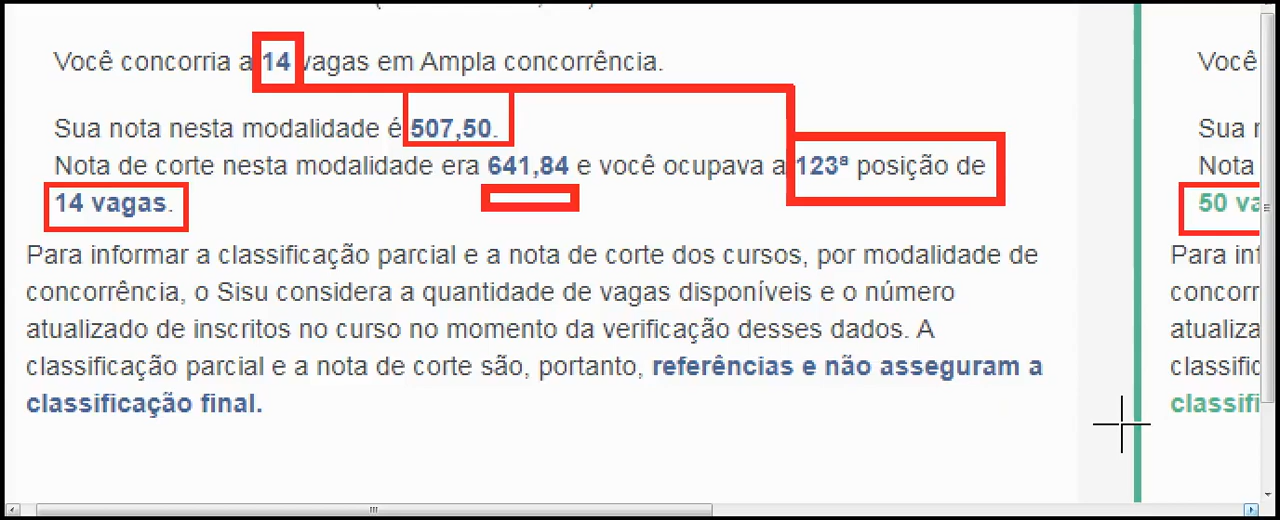 Você concorria a 14 vagas em Ampla concorrência.
Sua nota nesta modalidade é 507,50.
Nota de corte nesta modalidade era 641,84 e você ocupava a 123ª posição de
14 vagas.
Para informar a classificação parcial e a nota de corte dos cursos, por modalidade de
concorrência, o Sisu considera a quantidade de vagas disponíveis e o número
atualizado de inscritos no curso no momento da verificação desses dados. A
classificação parcial e a nota de corte são, portanto, referências e não asseguram a
classificação final.
Você
Sua
Nota
50 va
Para inf
concorr
atualiza
classific
classifi